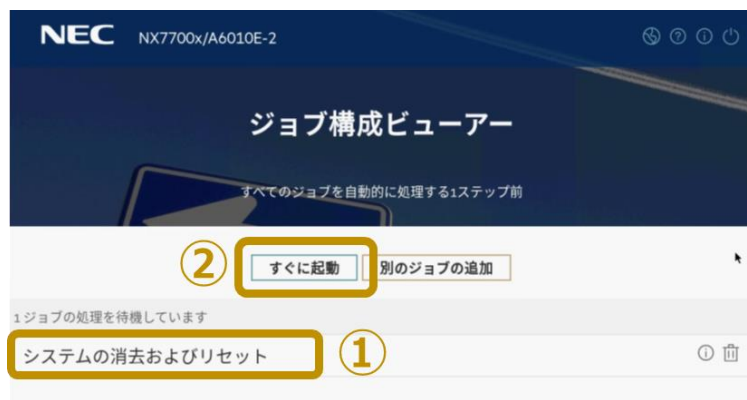 NEC NX7700x/A6010E-2
ジョブ構成ビューアー
すべてのジョブを自動的に処理する1ステップ前
② すぐに起動 別のジョブの追加
1 ジョブの処理を待機しています
システムの消去およびリセット ①